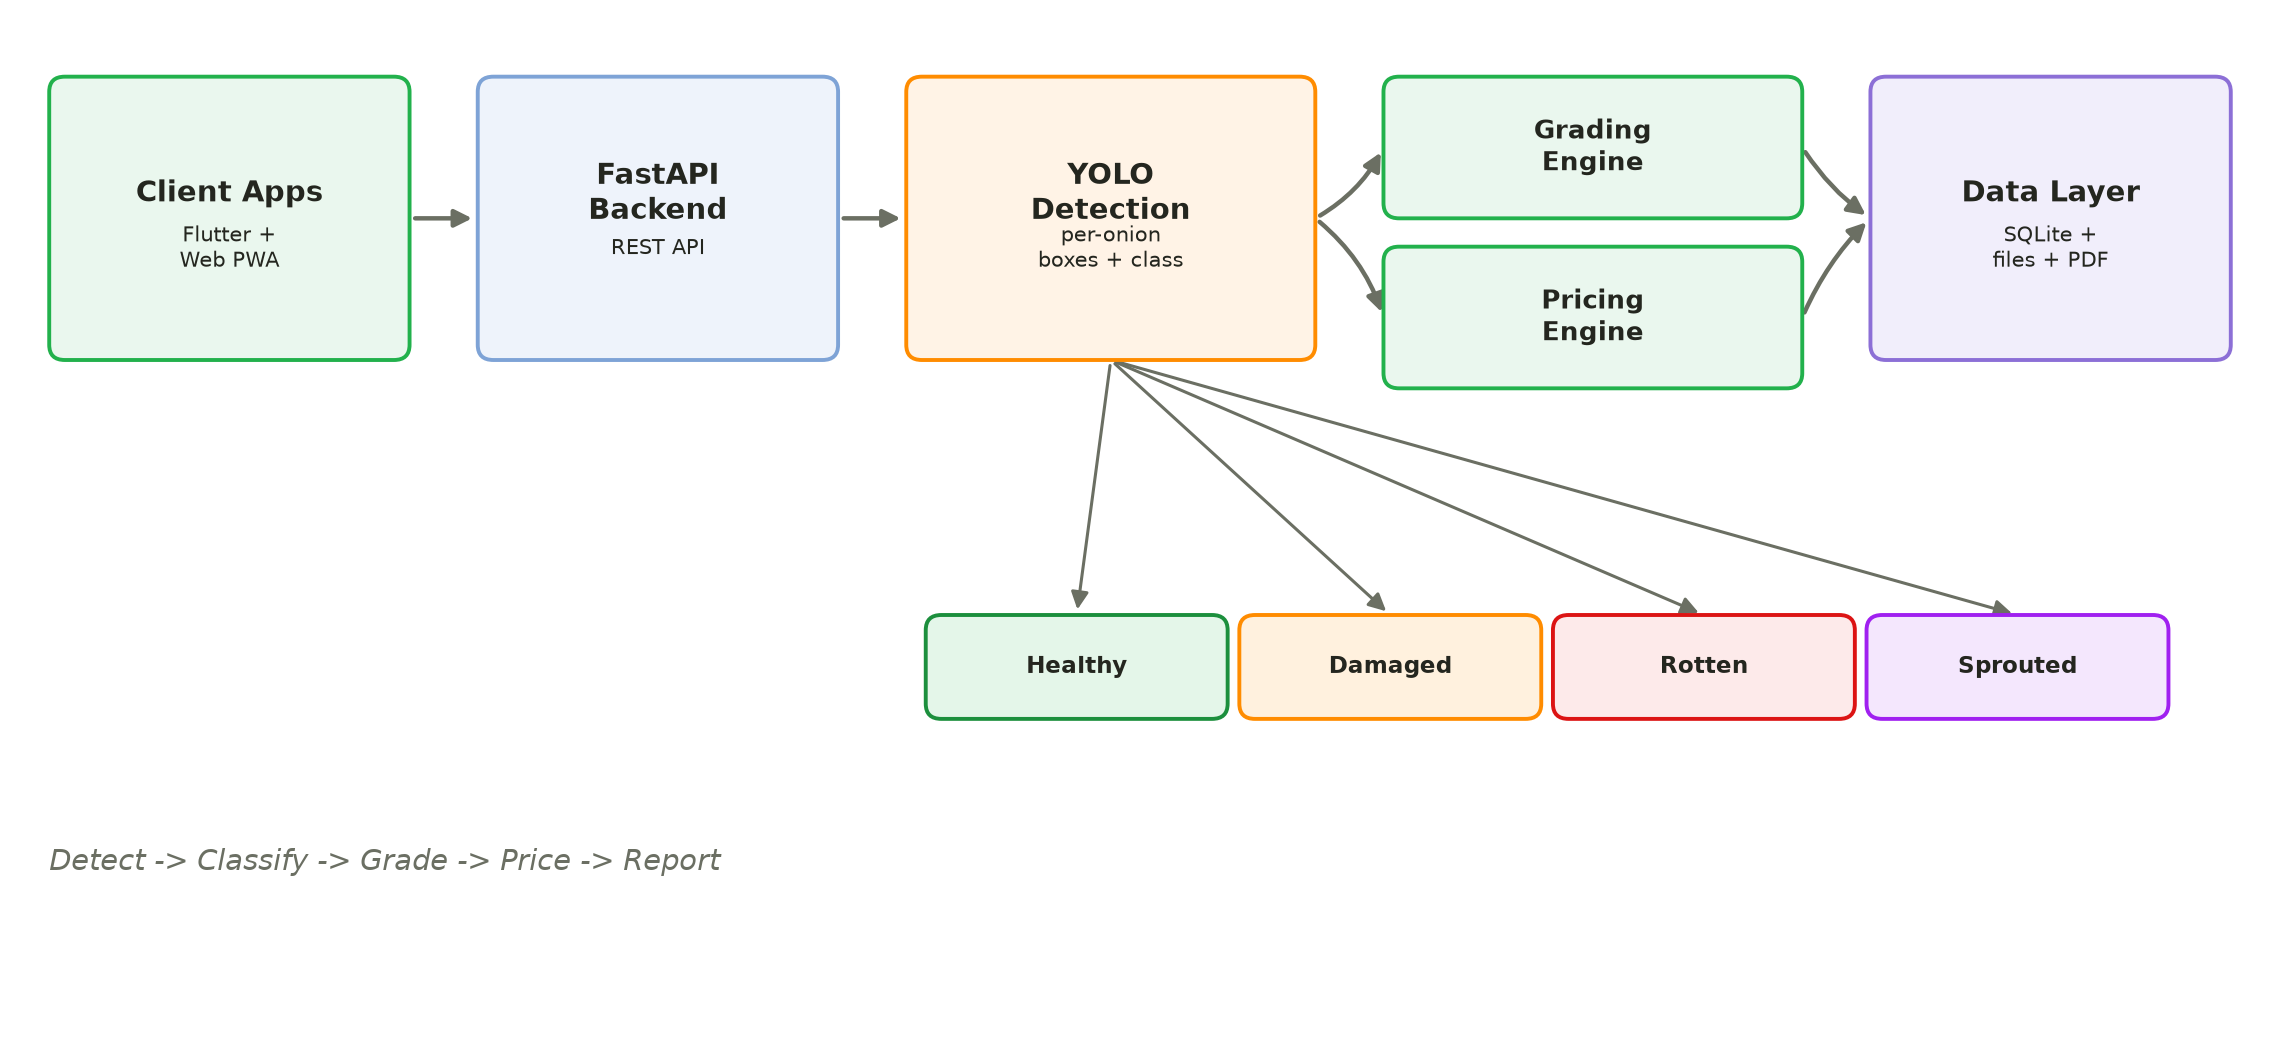 Client Apps
Flutter +
Web PWA
FastAPI
Backend
REST API
YOLO
Detection
per-onion
boxes + class
Grading
Engine
Pricing
Engine
Data Layer
SQLite +
files + PDF
Healthy
Damaged
Rotten
Sprouted
Detect -> Classify -> Grade -> Price -> Report